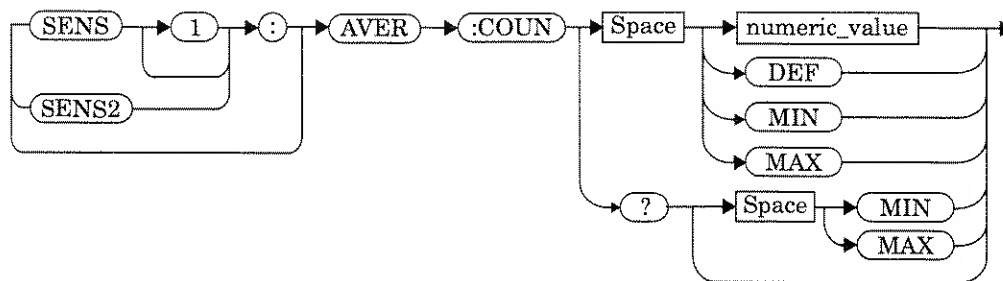 SENS 1 : AVER :COUN Space numeric_value
DEF
SENS2
MIN
MAX
? Space MIN
MAX